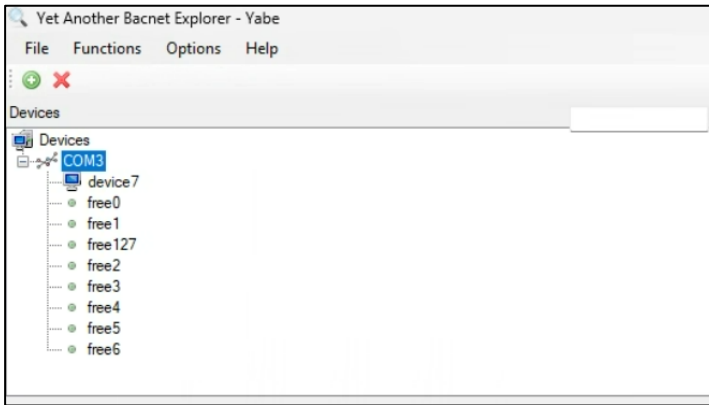 Yet Another Bacnet Explorer - Yabe
File Functions Options Help
Devices
Devices
COM3
device7
free0
free1
free127
free2
free3
free4
free5
free6